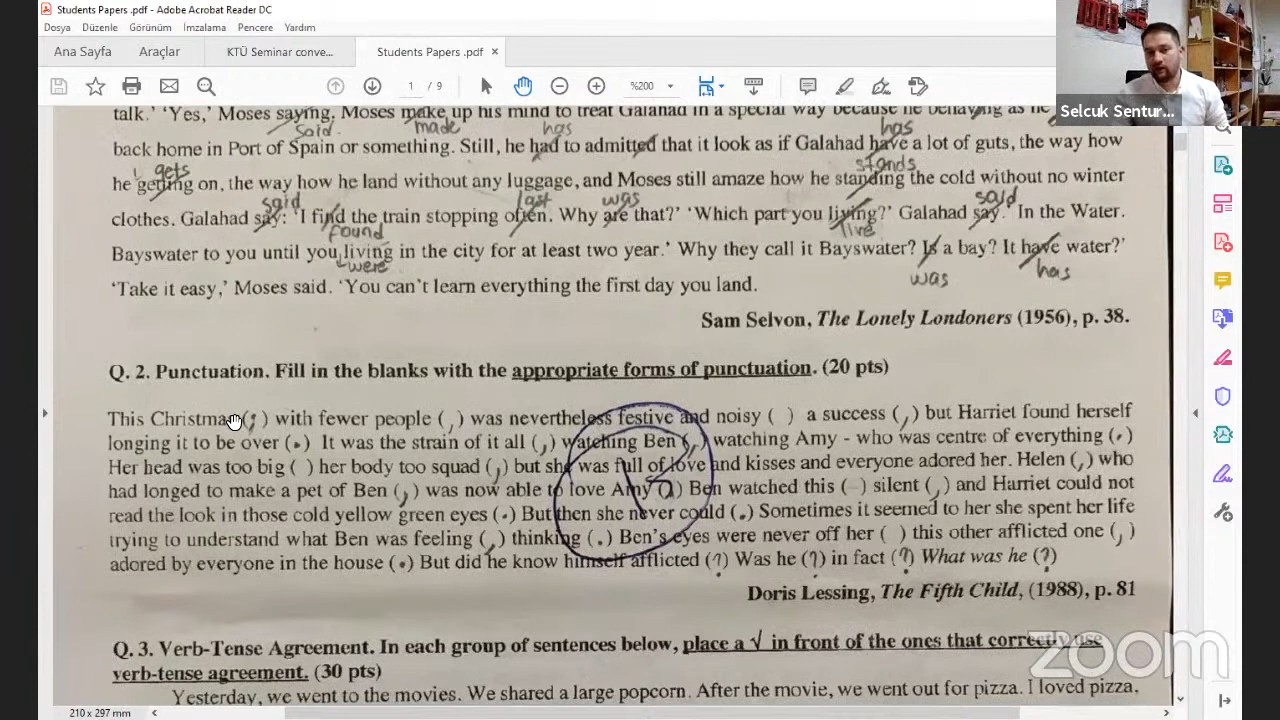 Students Papers .pdf - Adobe Acrobat Reader DC
Dosya Düzenle Görünüm İmzalama Pencere Yardım
Ana Sayfa Araçlar KTÜ Seminar conve... Students Papers .pdf ×
1 / 9 %200
Selcuk Sentur...
talk.' 'Yes,' Moses saying. Moses make up his mind to treat Galahad in a special way because he behaving as he
said. made has has
back home in Port of Spain or something. Still, he had to admitted that it look as if Galahad have a lot of guts, the way how
gets stands
he getting on, the way how he land without any luggage, and Moses still amaze how he standing the cold without no winter
said last was said
clothes. Galahad say: 'I find the train stopping often. Why are that?' 'Which part you living?' Galahad say. 'In the Water.
found live
Bayswater to you until you living in the city for at least two year.' Why they call it Bayswater? Is a bay? It have water?'
were was has
'Take it easy,' Moses said. 'You can't learn everything the first day you land.
Sam Selvon, The Lonely Londoners (1956), p. 38.
Q. 2. Punctuation. Fill in the blanks with the appropriate forms of punctuation. (20 pts)
This Christmas (;) with fewer people (,) was nevertheless festive and noisy ( ) a success (,) but Harriet found herself
longing it to be over (.) It was the strain of it all (,) watching Ben (,) watching Amy - who was centre of everything (.)
Her head was too big ( ) her body too squad (,) but she was full of love and kisses and everyone adored her. Helen (,) who
had longed to make a pet of Ben (,) was now able to love Amy (.) Ben watched this (-) silent (,) and Harriet could not
read the look in those cold yellow green eyes (.) But then she never could (.) Sometimes it seemed to her she spent her life
trying to understand what Ben was feeling (,) thinking (.) Ben's eyes were never off her ( ) this other afflicted one (,)
adored by everyone in the house (.) But did he know himself afflicted (?) Was he (?) in fact (?) What was he (?)
Doris Lessing, The Fifth Child, (1988), p. 81
Q. 3. Verb-Tense Agreement. In each group of sentences below, place a √ in front of the ones that correctly use
verb-tense agreement. (30 pts)
zoom
Yesterday, we went to the movies. We shared a large popcorn. After the movie, we went out for pizza. I loved pizza,
210 x 297 mm